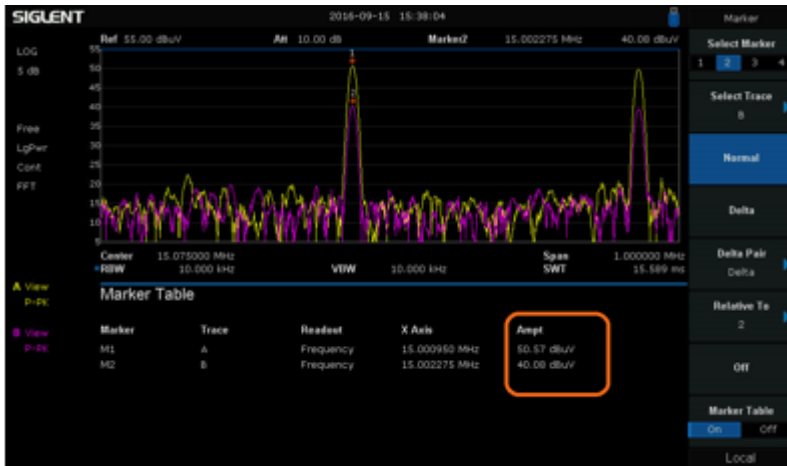 SIGLENT 2016-09-15 15:38:04 Marker
Ref 55.00 dBuV Att 10.00 dB Marker2 15.002275 MHz 40.08 dBuV
LOG
5 dB
Free
LgPwr
Cont
FFT
55
50
45
40
35
30
25
20
15
10
5
1
2
Center 15.075000 MHz Span 1.000000 MHz
RBW 10.000 kHz VBW 10.000 kHz SWT 15.589 ms
A View
P-PK
B View
P-PK
Marker Table
Marker Trace Readout X Axis Ampt
M1 A Frequency 15.000950 MHz 50.57 dBuV
M2 B Frequency 15.002275 MHz 40.08 dBuV
Select Marker
1 2 3 4
Select Trace
B
Normal
Delta
Delta Pair
Delta
Relative To
2
Off
Marker Table
On Off
Local